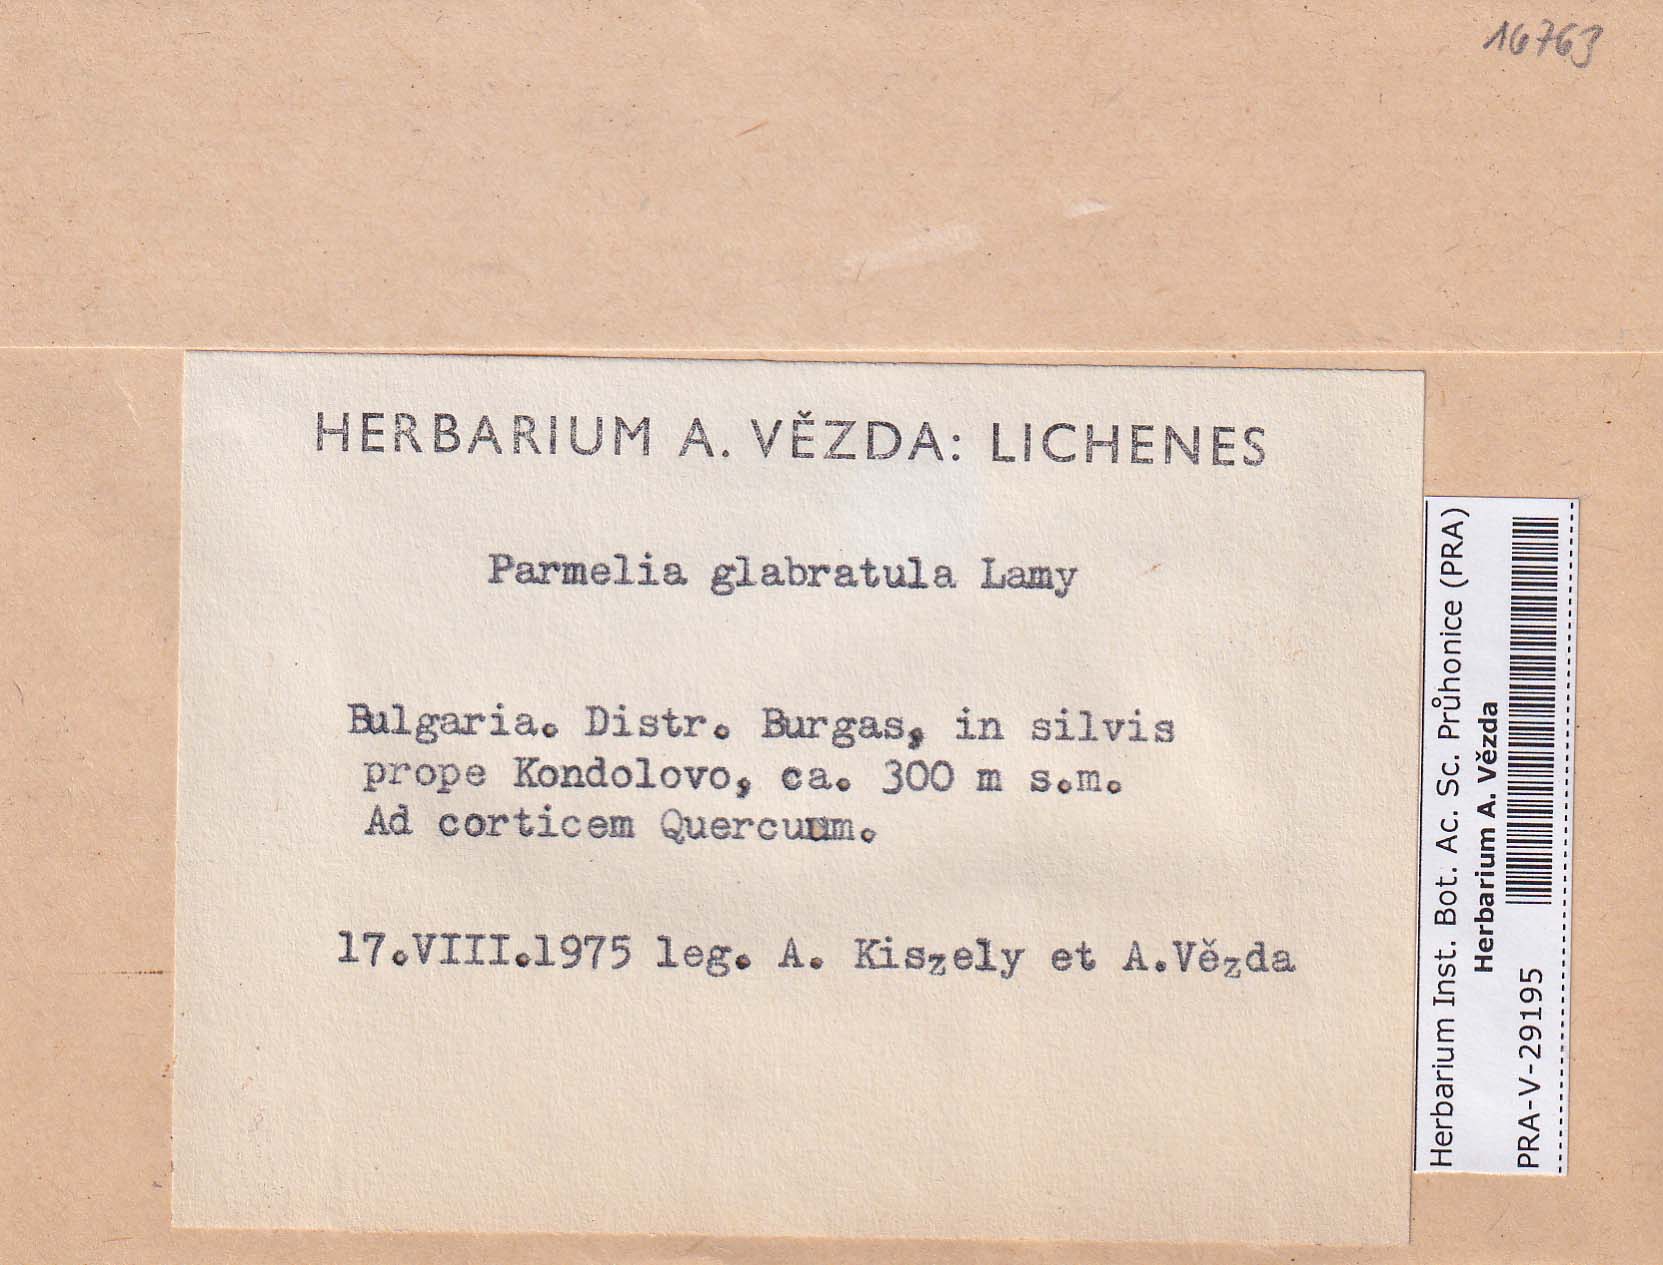 16763
HERBARIUM A. VĚZDA: LICHENES
Parmelia glabratula Lamy
Bulgaria. Distr. Burgas, in silvis
prope Kondolovo, ca. 300 m s.m.
Ad corticem Quercuum.
17.VIII.1975 leg. A. Kiszely et A.Vězda
Herbarium Inst. Bot. Ac. Sc. Průhonice (PRA)
Herbarium A. Vězda
PRA-V-29195